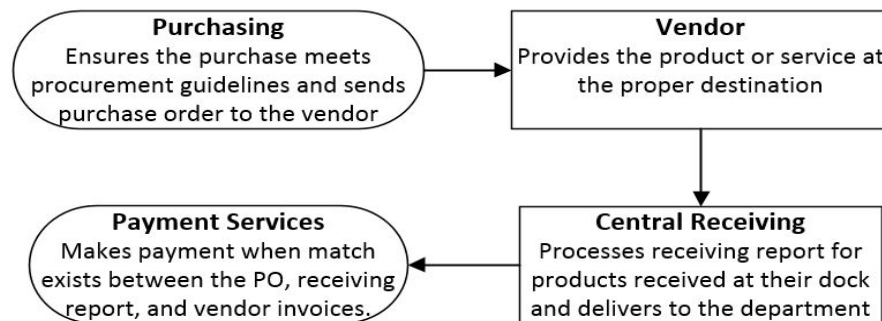 Purchasing
Ensures the purchase meets
procurement guidelines and sends
purchase order to the vendor
Vendor
Provides the product or service at
the proper destination
Payment Services
Makes payment when match
exists between the PO, receiving
report, and vendor invoices.
Central Receiving
Processes receiving report for
products received at their dock
and delivers to the department